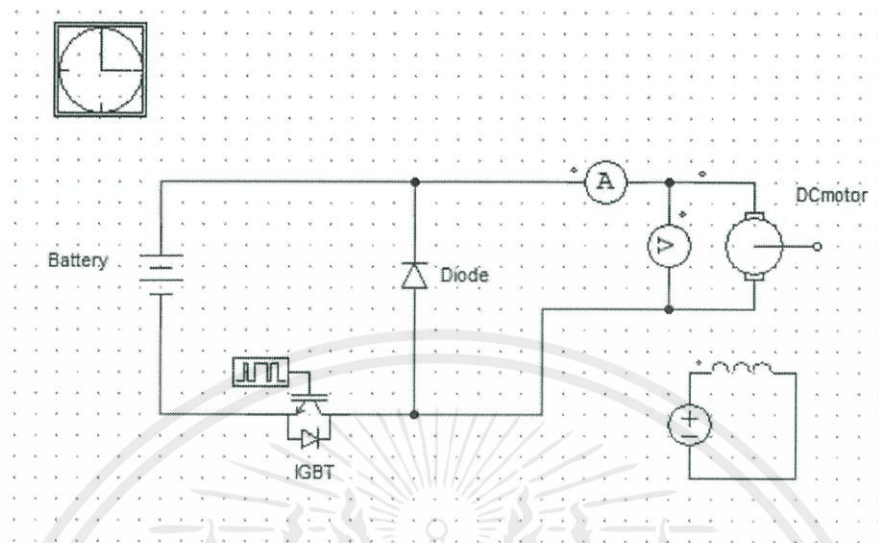 A
DCmotor
V
Battery
Diode
IGBT